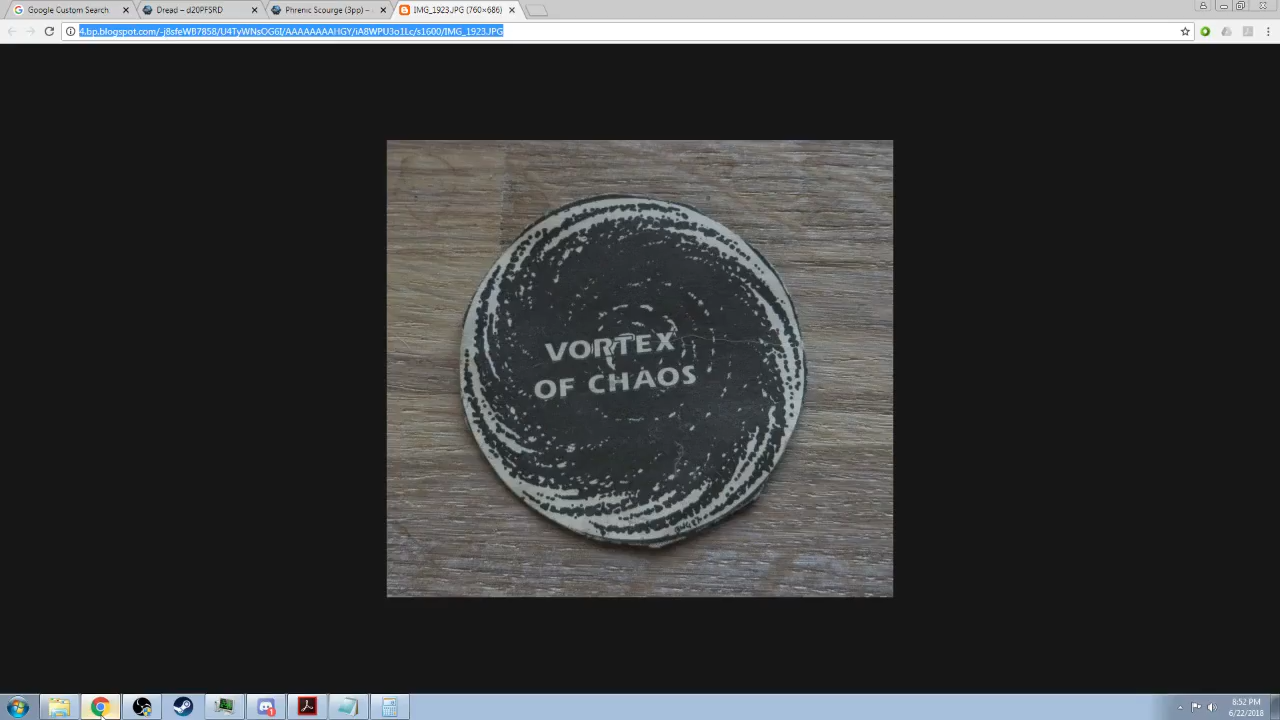 Google Custom Search
Dread – d20PFSRD
Phrenic Scourge (3pp) –
IMG_1923.JPG (760×686)
4.bp.blogspot.com/-j8sfeWB7858/U4TyWNsOG6I/AAAAAAAAHGY/iA8WPU3o1Lc/s1600/IMG_1923.JPG
VORTEX
OF CHAOS
8:52 PM
6/22/2018